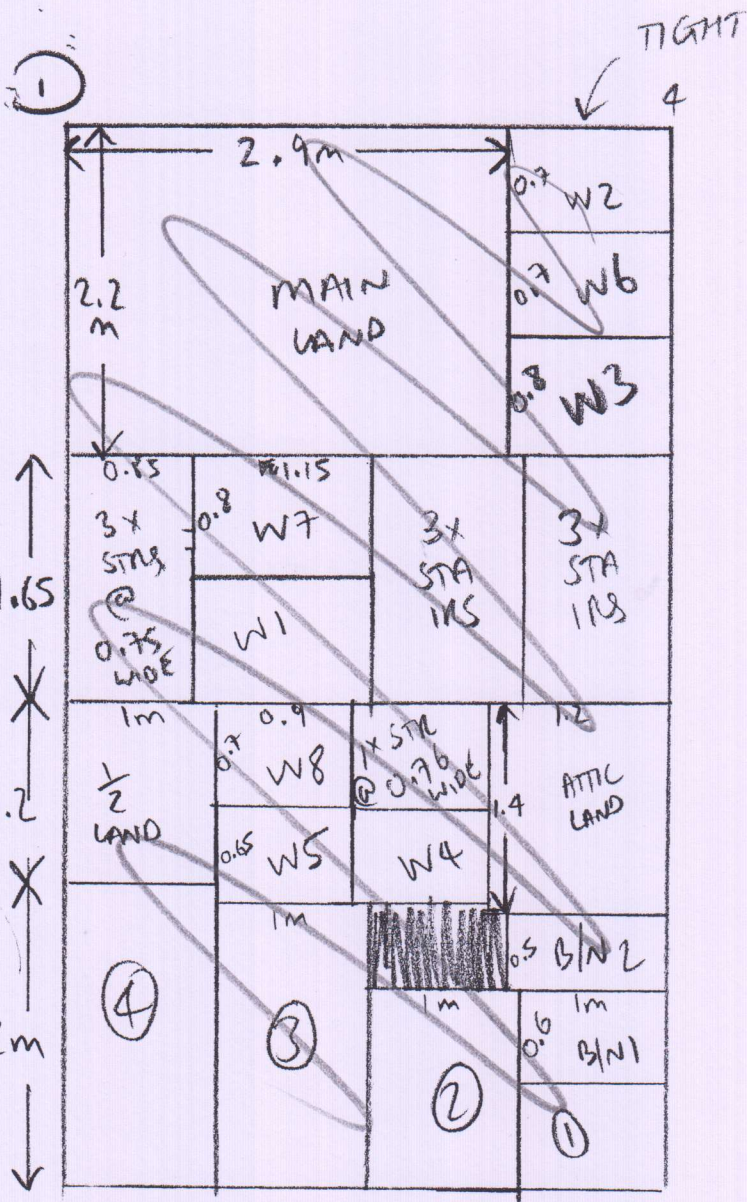 1
TIGHT
4
2.9m
2.2
m
MAIN
LAND
0.7 W2
0.7 W6
0.8 W3
0.85
3X
STRS
@
0.75
WIDE
1.15
0.8 W7
W1
3X
STA
IRS
3X
STA
IRS
1.65
1m
1/2
LAND
0.9
0.7 W8
0.65 W5
1X STR
@ 0.76
WIDE
W4
1.2
1.4
ATTIC
LAND
.2
0.5 B/N2
1m
0.6 B/N1
1m
1m
4
3
2
1
m